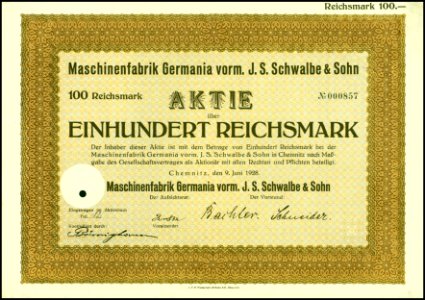 Reichsmark 100.—
Maschinenfabrik Germania vorm. J. S. Schwalbe & Sohn
100 Reichsmark AKTIE № 000857
über
EINHUNDERT REICHSMARK
Der Inhaber dieser Aktie ist mit dem Betrage von Einhundert Reichsmark bei der
Maschinenfabrik Germania vorm. J. S. Schwalbe & Sohn in Chemnitz nach Maß-
gabe des Gesellschaftsvertrages als Aktionär mit allen Rechten und Pflichten beteiligt.
Chemnitz, den 9. Juni 1928.
Maschinenfabrik Germania vorm. J. S. Schwalbe & Sohn
Der Aufsichtsrat: Der Vorstand:
Vorsitzender